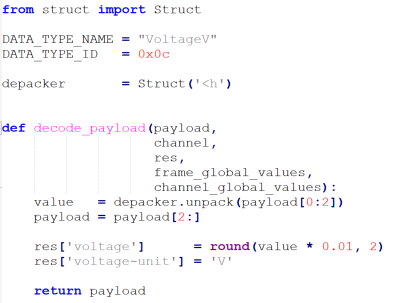 from struct import Struct
DATA_TYPE_NAME = "VoltageV"
DATA_TYPE_ID   = 0x0c
depacker       = Struct('<h')
def decode_payload(payload,
                   channel,
                   res,
                   frame_global_values,
                   channel_global_values):
    value   = depacker.unpack(payload[0:2])
    payload = payload[2:]
    res['voltage']      = round(value * 0.01, 2)
    res['voltage-unit'] = 'V'
    return payload